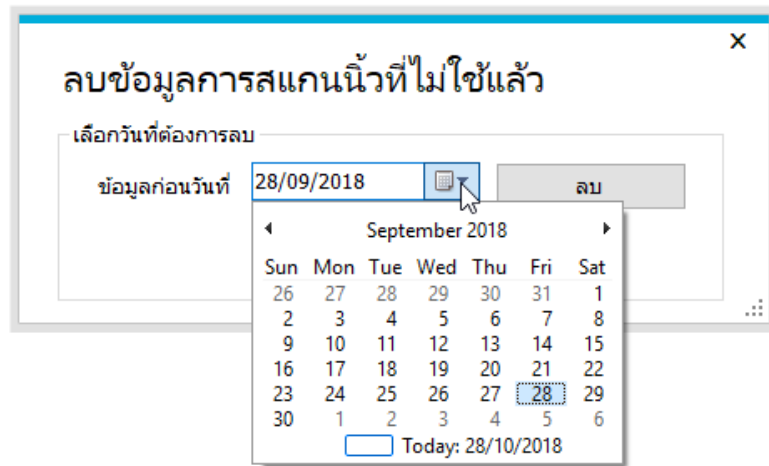 x
ลบข้อมูลการสแกนนิ้วที่ไม่ใช้แล้ว
เลือกวันที่ต้องการลบ
ข้อมูลก่อนวันที่ 28/09/2018 ลบ
September 2018
Sun Mon Tue Wed Thu Fri Sat
26 27 28 29 30 31 1
2 3 4 5 6 7 8
9 10 11 12 13 14 15
16 17 18 19 20 21 22
23 24 25 26 27 28 29
30 1 2 3 4 5 6
Today: 28/10/2018